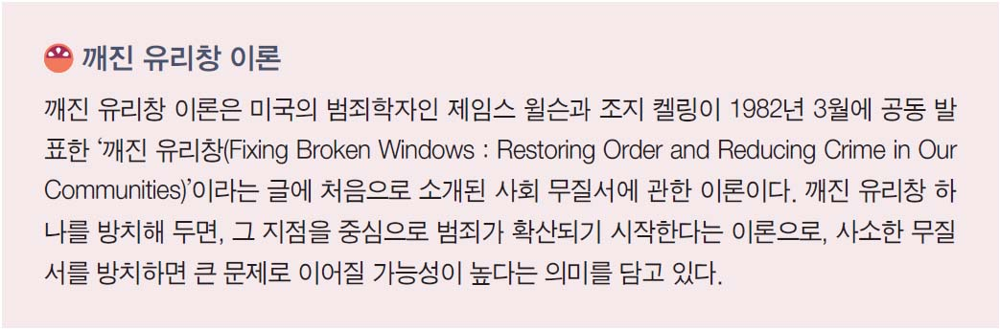 깨진 유리창 이론
깨진 유리창 이론은 미국의 범죄학자인 제임스 윌슨과 조지 켈링이 1982년 3월에 공동 발
표한 ‘깨진 유리창(Fixing Broken Windows : Restoring Order and Reducing Crime in Our
Communities)’이라는 글에 처음으로 소개된 사회 무질서에 관한 이론이다. 깨진 유리창 하
나를 방치해 두면, 그 지점을 중심으로 범죄가 확산되기 시작한다는 이론으로, 사소한 무질
서를 방치하면 큰 문제로 이어질 가능성이 높다는 의미를 담고 있다.